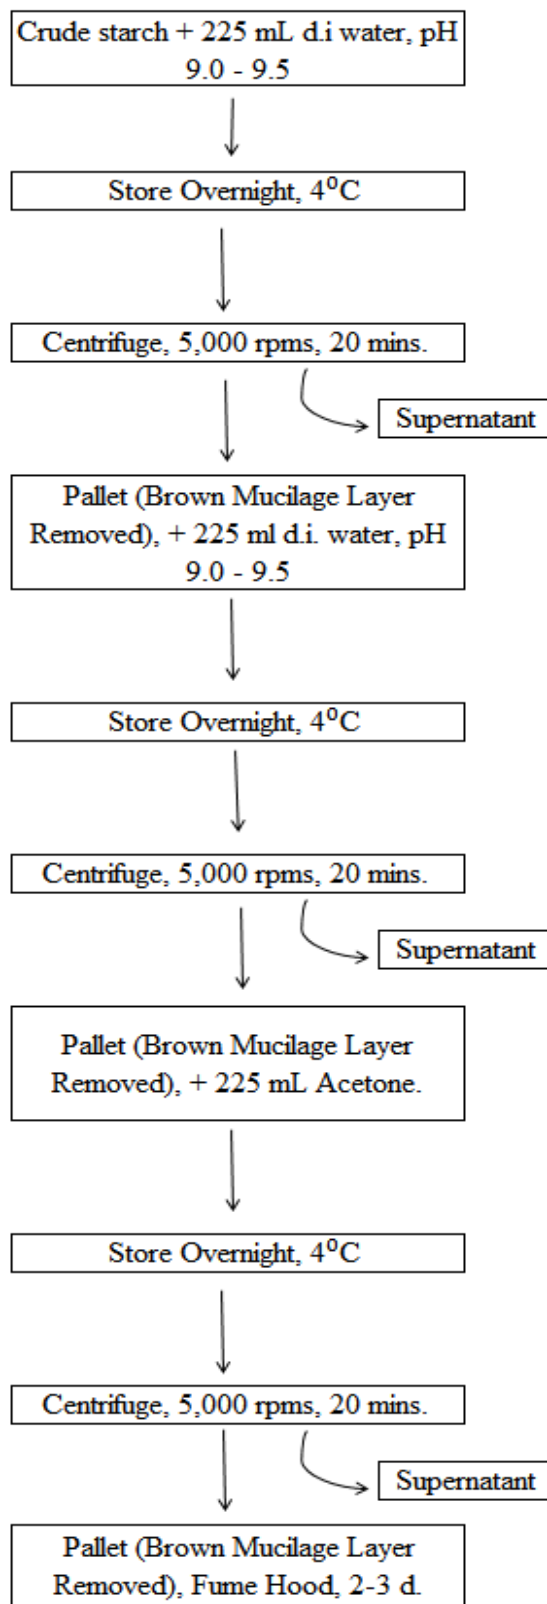 Crude starch + 225 mL d.i water, pH
9.0 - 9.5
Store Overnight, 4⁰C
Centrifuge, 5,000 rpms, 20 mins.
Supernatant
Pallet (Brown Mucilage Layer
Removed), + 225 ml d.i. water, pH
9.0 - 9.5
Store Overnight, 4⁰C
Centrifuge, 5,000 rpms, 20 mins.
Supernatant
Pallet (Brown Mucilage Layer
Removed), + 225 mL Acetone.
Store Overnight, 4⁰C
Centrifuge, 5,000 rpms, 20 mins.
Supernatant
Pallet (Brown Mucilage Layer
Removed), Fume Hood, 2-3 d.